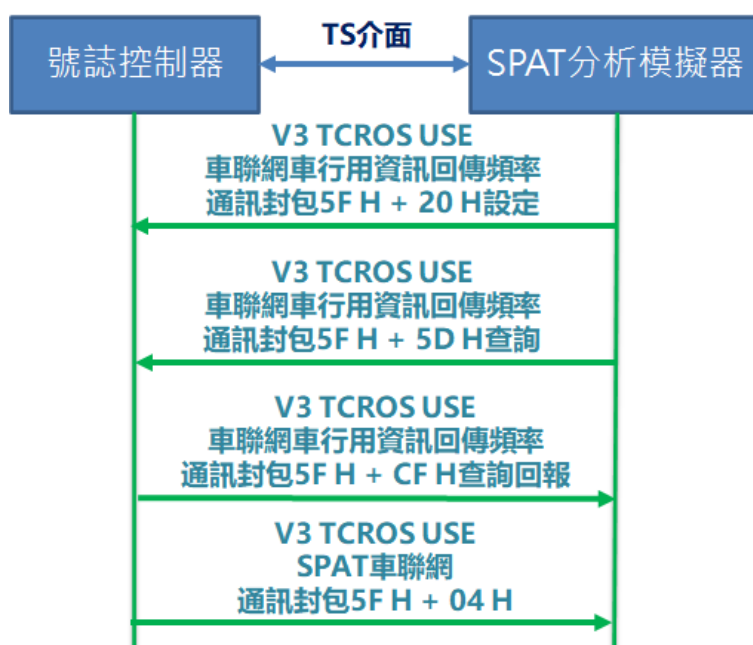 號誌控制器
TS介面
SPAT分析模擬器
V3 TCROS USE
車聯網車行用資訊回傳頻率
通訊封包5F H + 20 H設定
V3 TCROS USE
車聯網車行用資訊回傳頻率
通訊封包5F H + 5D H查詢
V3 TCROS USE
車聯網車行用資訊回傳頻率
通訊封包5F H + CF H查詢回報
V3 TCROS USE
SPAT車聯網
通訊封包5F H + 04 H